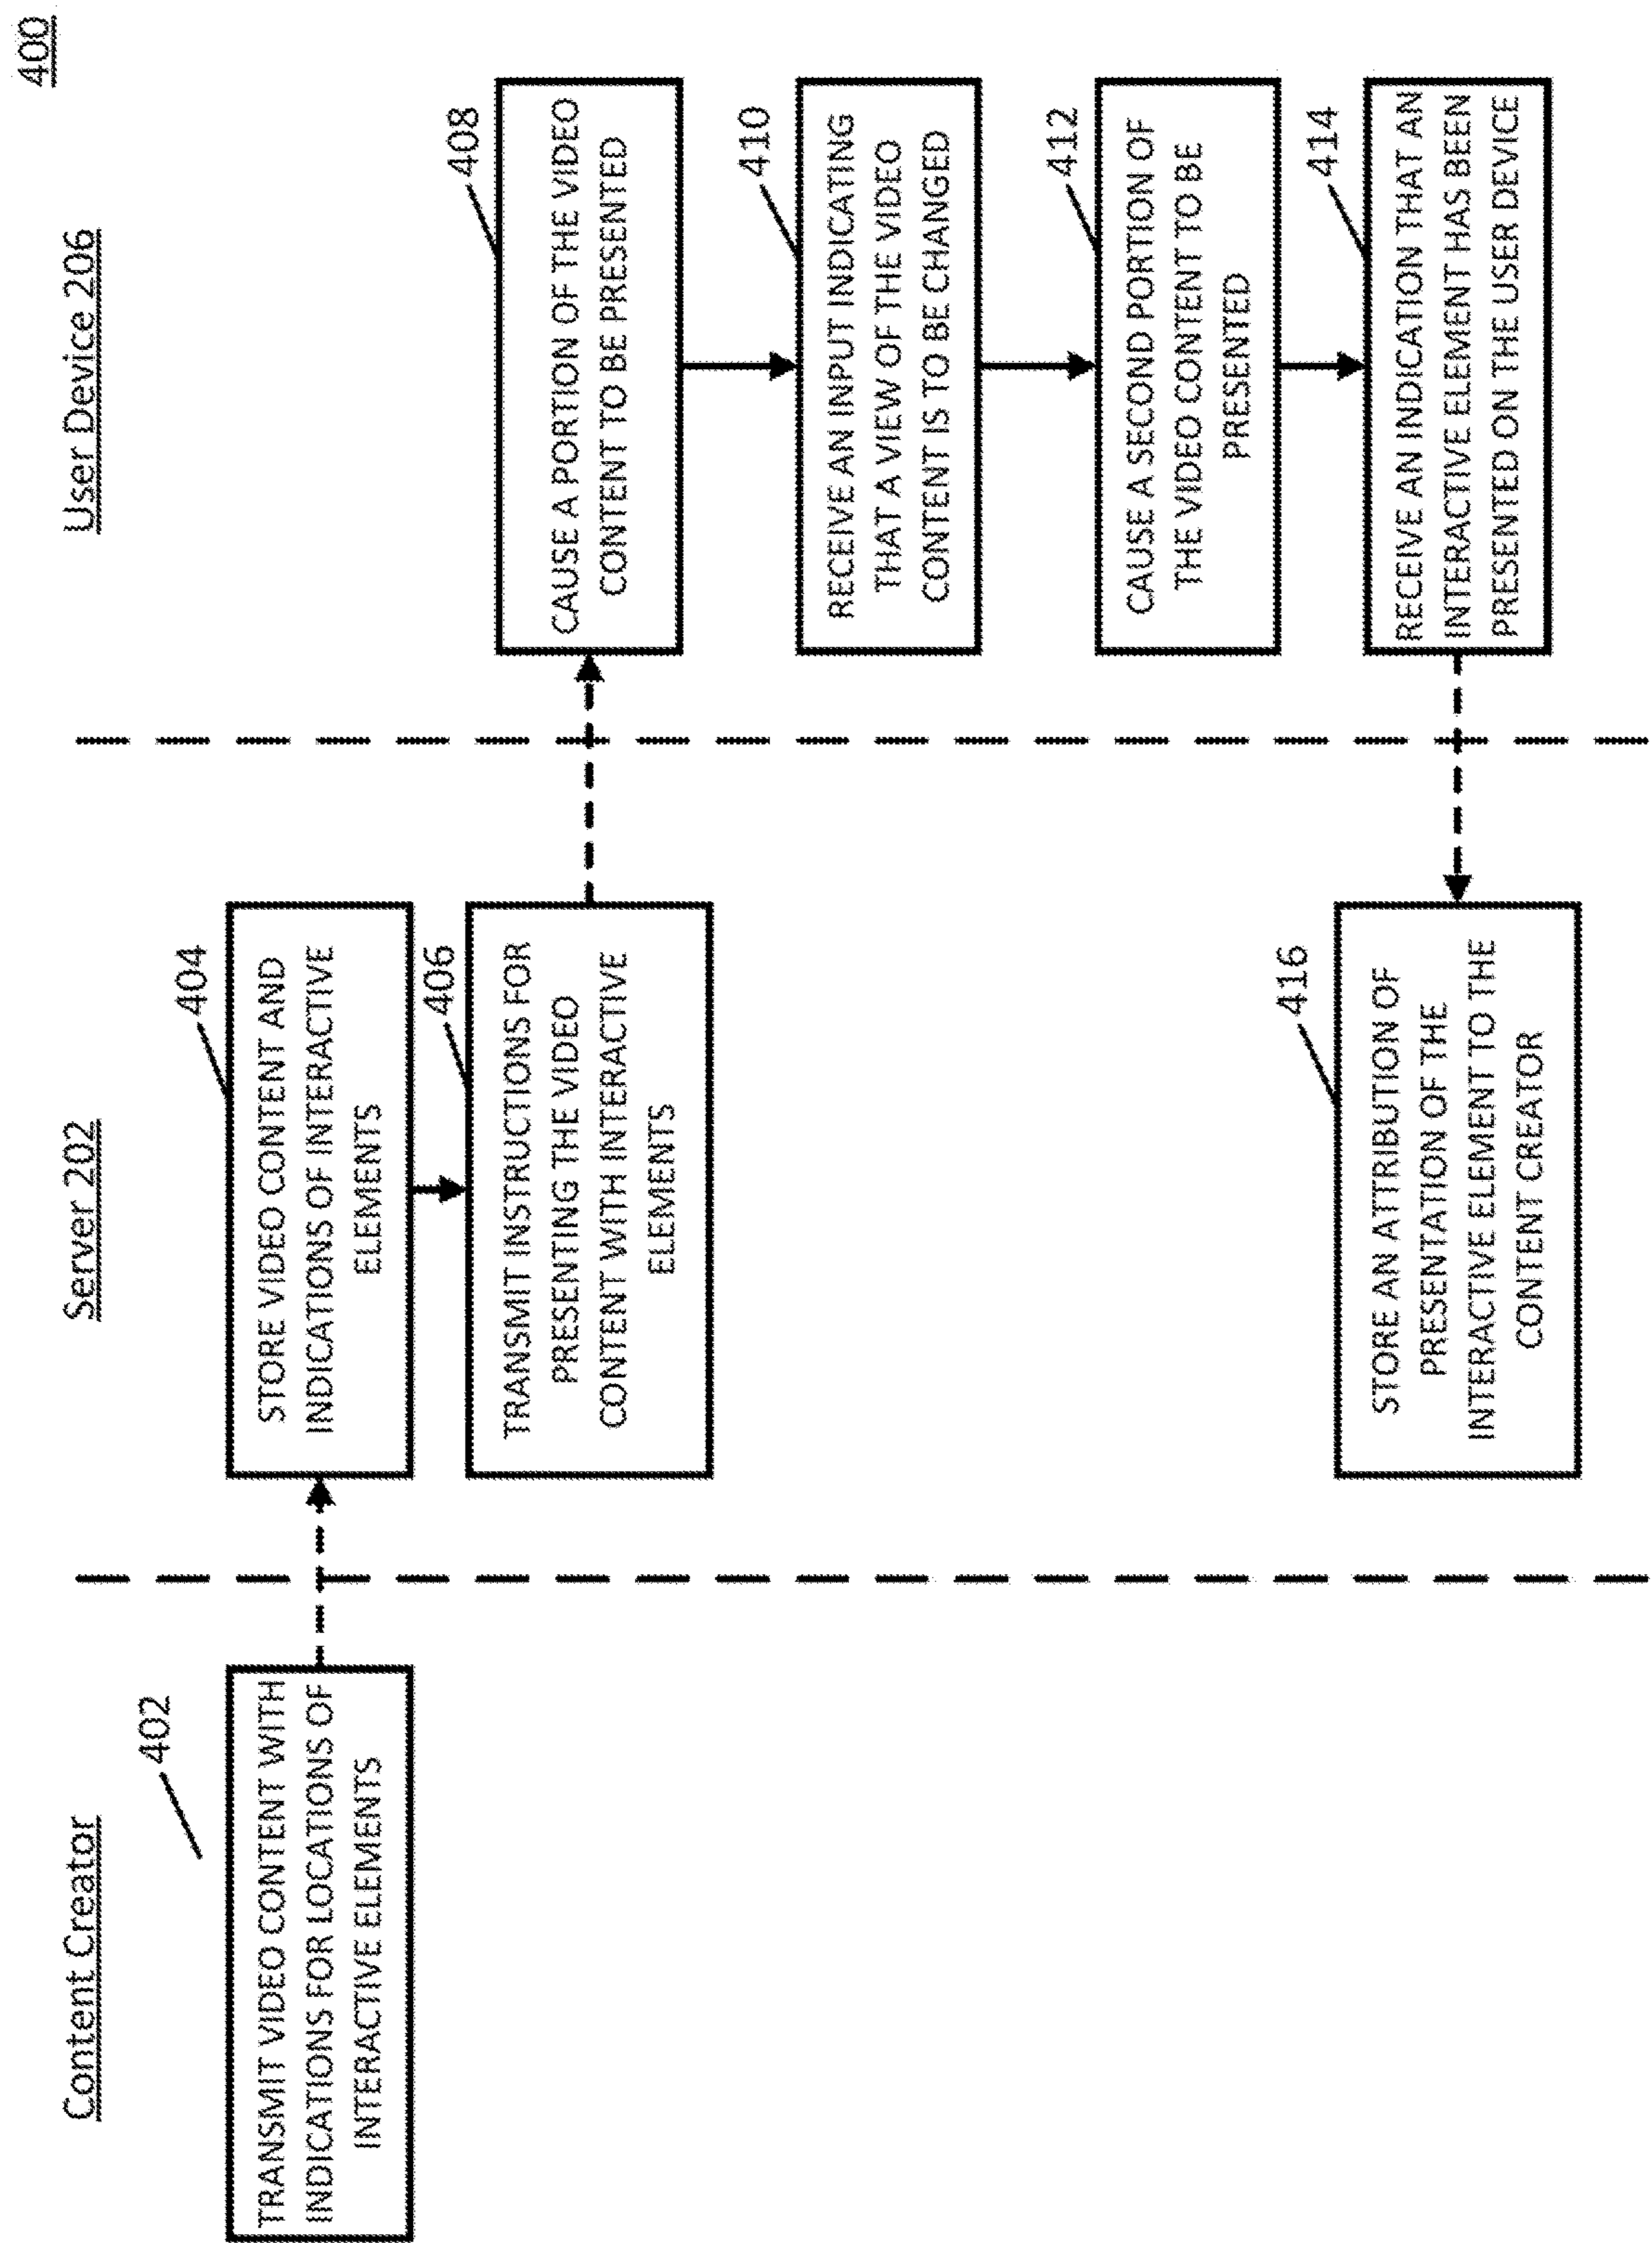 400
Content Creator
Server 202
User Device 206
402
TRANSMIT VIDEO CONTENT WITH
INDICATIONS FOR LOCATIONS OF
INTERACTIVE ELEMENTS
404
STORE VIDEO CONTENT AND
INDICATIONS OF INTERACTIVE
ELEMENTS
406
TRANSMIT INSTRUCTIONS FOR
PRESENTING THE VIDEO
CONTENT WITH INTERACTIVE
ELEMENTS
408
CAUSE A PORTION OF THE VIDEO
CONTENT TO BE PRESENTED
410
RECEIVE AN INPUT INDICATING
THAT A VIEW OF THE VIDEO
CONTENT IS TO BE CHANGED
412
CAUSE A SECOND PORTION OF
THE VIDEO CONTENT TO BE
PRESENTED
414
RECEIVE AN INDICATION THAT AN
INTERACTIVE ELEMENT HAS BEEN
PRESENTED ON THE USER DEVICE
416
STORE AN ATTRIBUTION OF
PRESENTATION OF THE
INTERACTIVE ELEMENT TO THE
CONTENT CREATOR